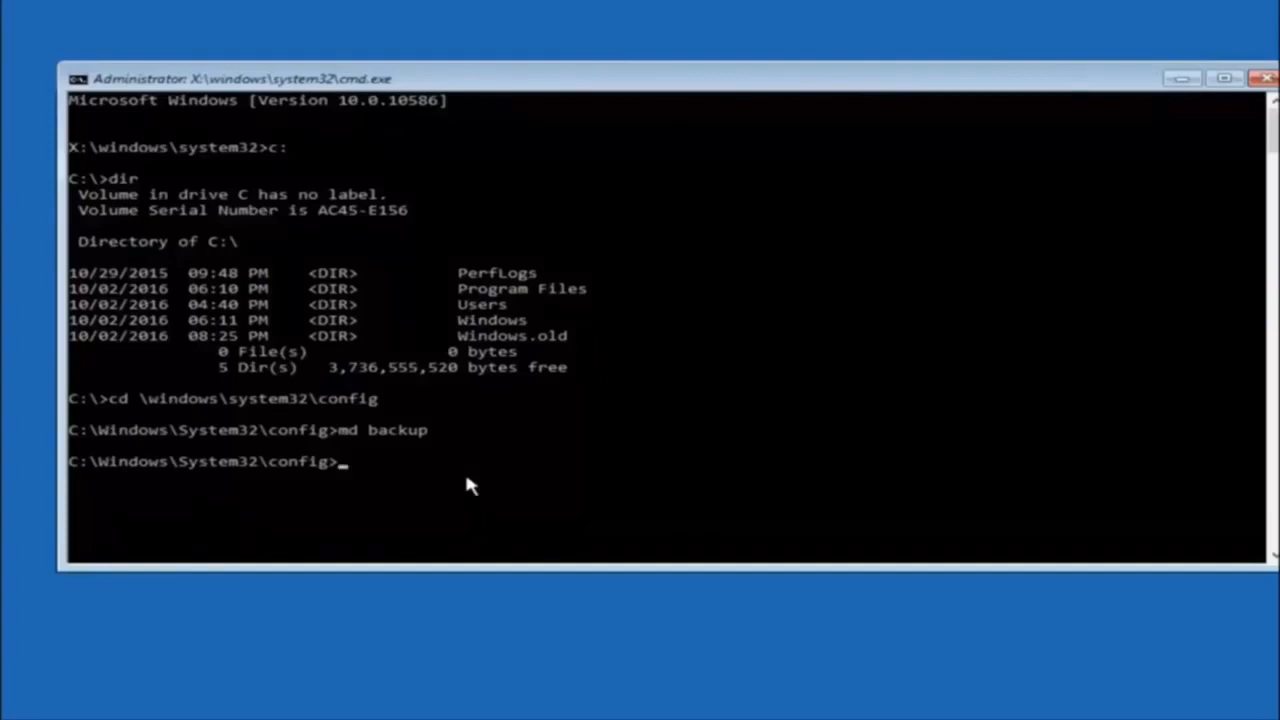 Administrator: X:\windows\system32\cmd.exe
Microsoft Windows [Version 10.0.10586]
X:\windows\system32>c:
C:\>dir
Volume in drive C has no label.
Volume Serial Number is AC45-E156
Directory of C:\
10/29/2015 09:48 PM <DIR> PerfLogs
10/02/2016 06:10 PM <DIR> Program Files
10/02/2016 04:40 PM <DIR> Users
10/02/2016 06:11 PM <DIR> Windows
10/02/2016 08:25 PM <DIR> Windows.old
0 File(s) 0 bytes
5 Dir(s) 3,736,555,520 bytes free
C:\>cd \windows\system32\config
C:\Windows\System32\config>md backup
C:\Windows\System32\config>_